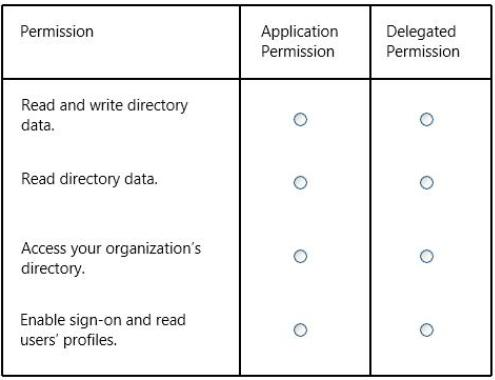 Permission
Application
Permission
Delegated
Permission
Read and write directory
data.
Read directory data.
Access your organization's
directory.
Enable sign-on and read
users' profiles.